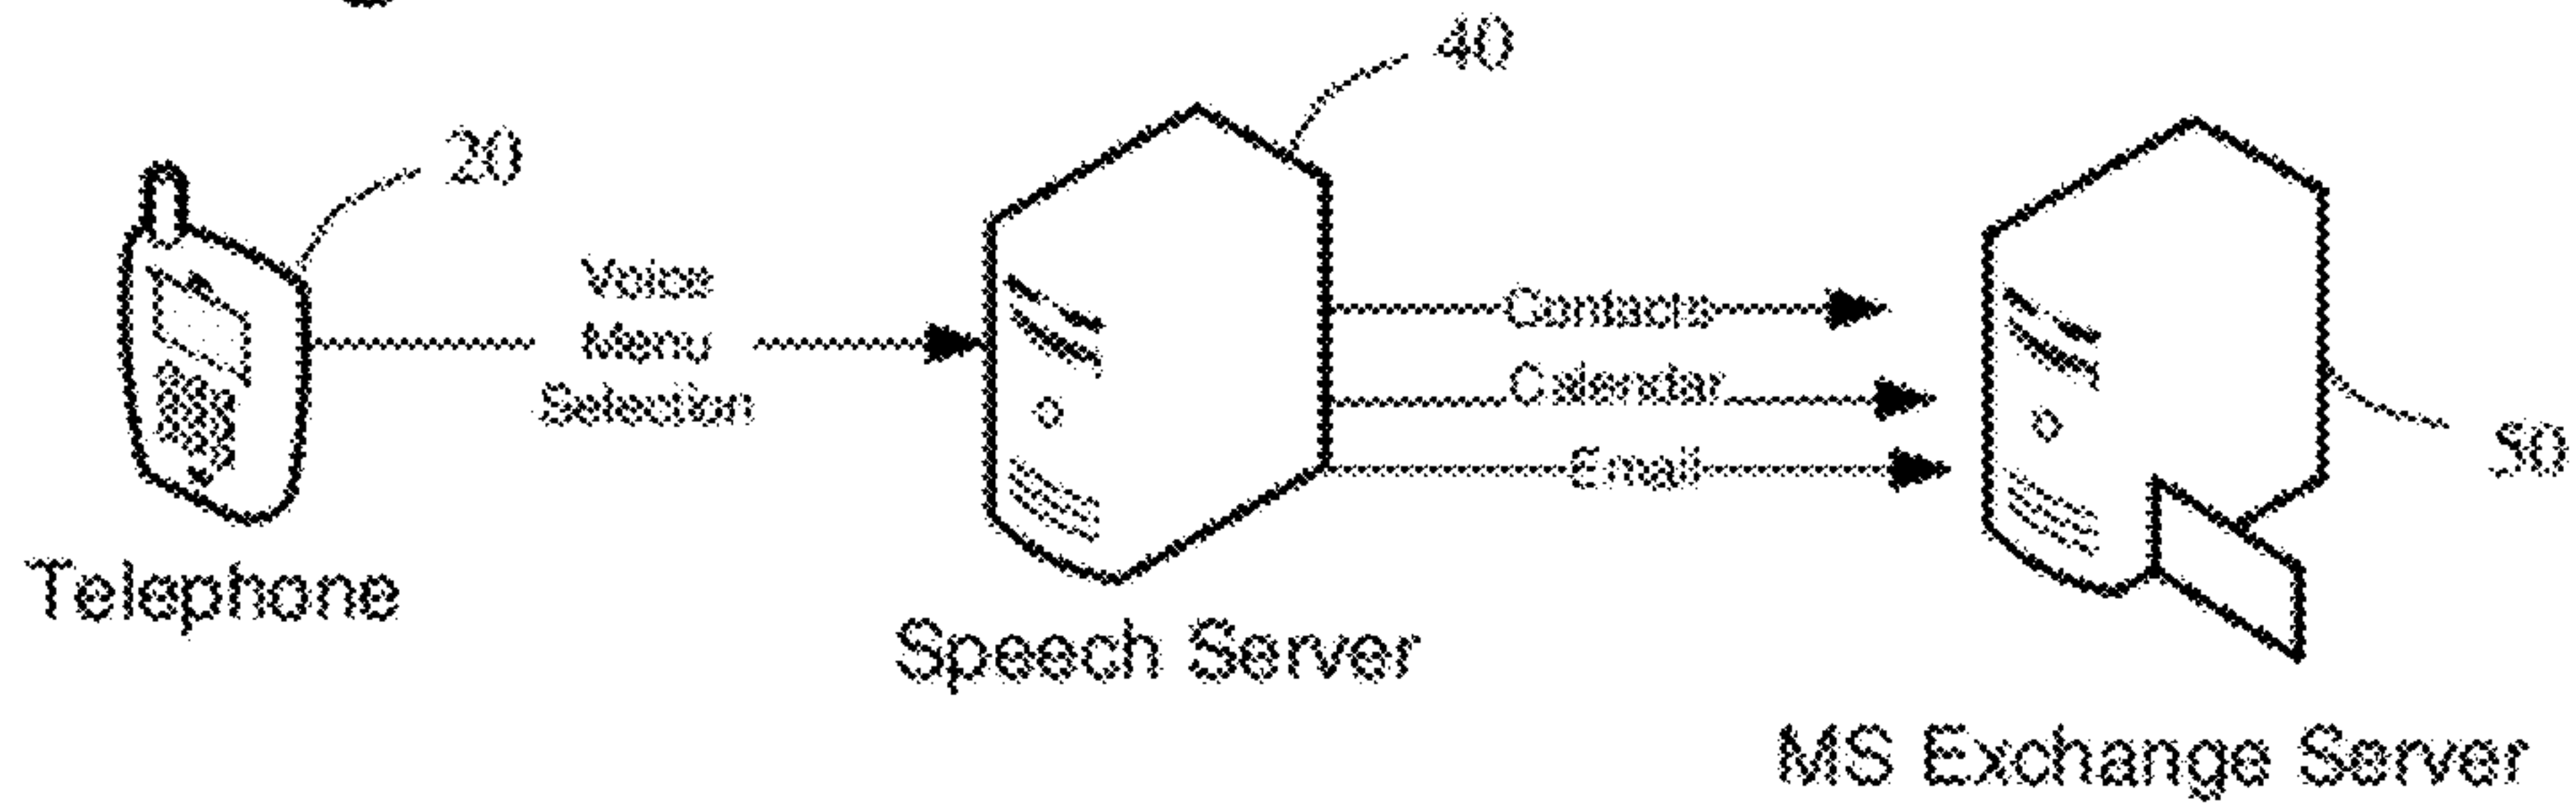 40
20
Voice
Menu
Selection
Contacts
Calendar
Email
50
Telephone
Speech Server
MS Exchange Server